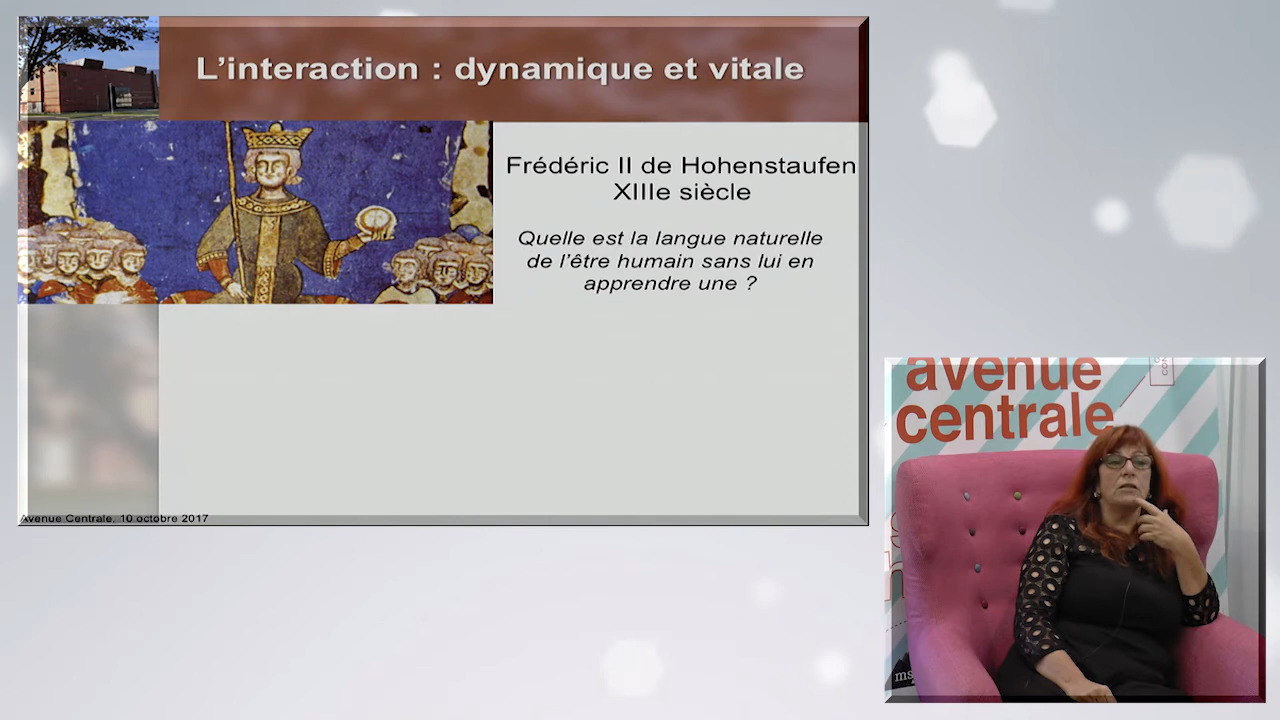 L'interaction : dynamique et vitale
Frédéric II de Hohenstaufen
XIIIe siècle
Quelle est la langue naturelle
de l'être humain sans lui en
apprendre une ?
Avenue Centrale, 10 octobre 2017
avenue
centrale